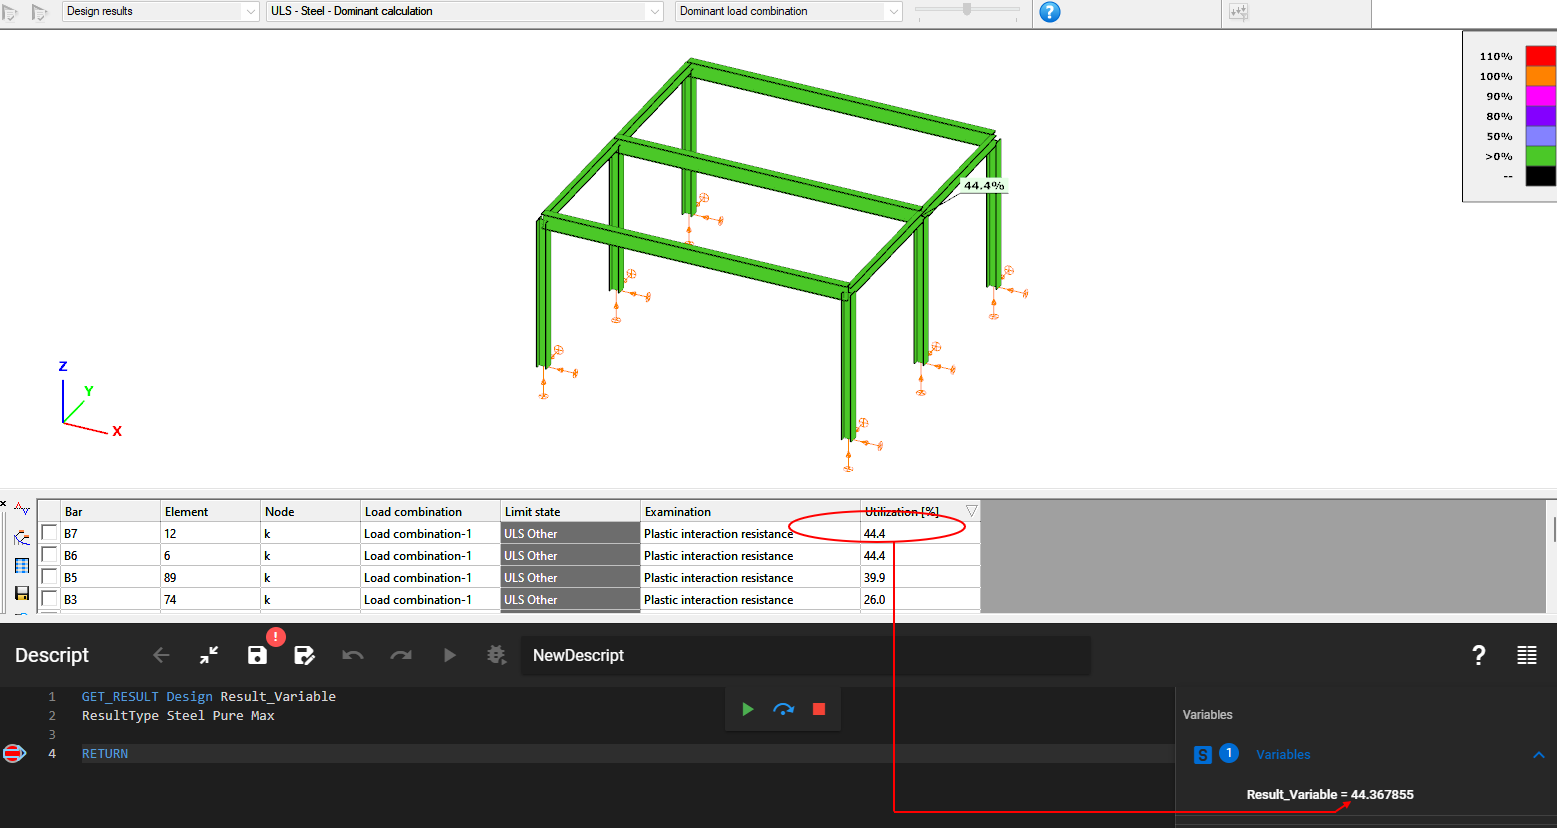 Design results
ULS - Steel - Dominant calculation
Dominant load combination
?
110%
100%
90%
80%
50%
>0%
--
44.4%
Z
Y
X
Bar Element Node Load combination Limit state Examination Utilization [%]
B7 12 k Load combination-1 ULS Other Plastic interaction resistance 44.4
B6 6 k Load combination-1 ULS Other Plastic interaction resistance 44.4
B5 89 k Load combination-1 ULS Other Plastic interaction resistance 39.9
B3 74 k Load combination-1 ULS Other Plastic interaction resistance 26.0
Descript
!
NewDescript
?
1 GET_RESULT Design Result_Variable
2 ResultType Steel Pure Max
3
4 RETURN
Variables
S 1 Variables
Result_Variable = 44.367855